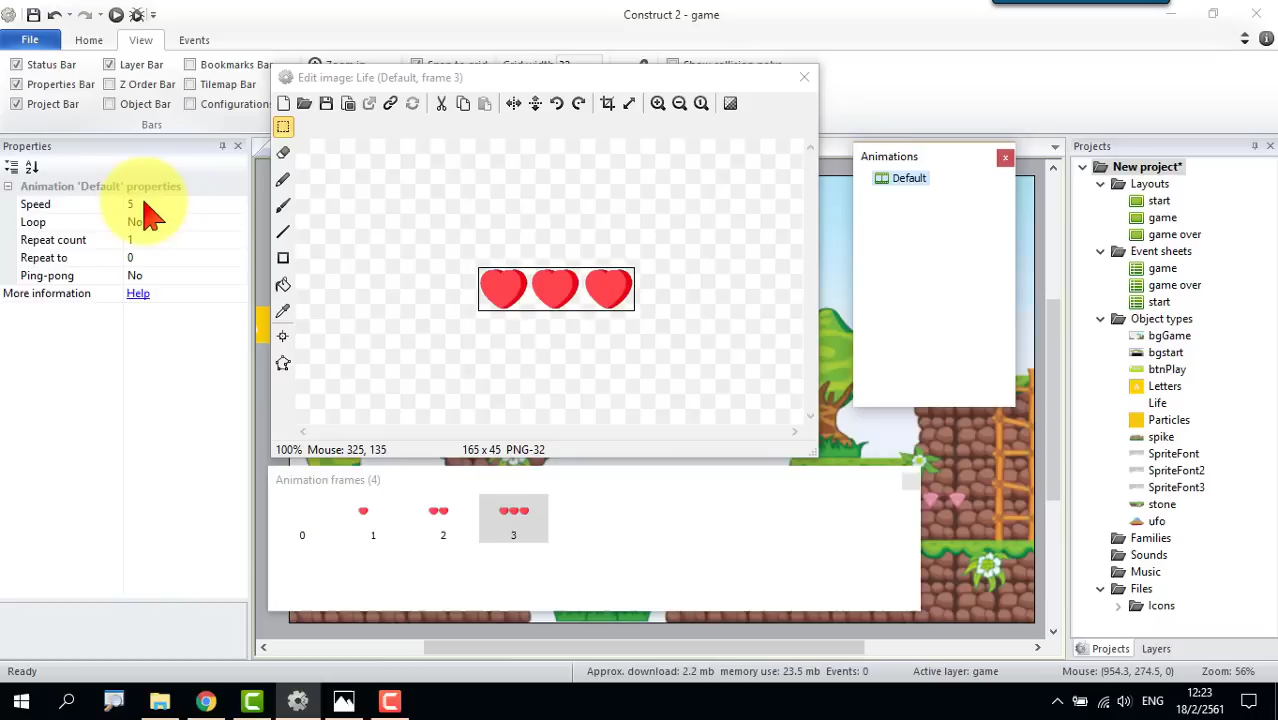 Construct 2 - game
File Home View Events
Status Bar Layer Bar Bookmarks Bar
Properties Bar Z Order Bar Tilemap Bar
Project Bar Object Bar
Bars
Edit image: Life (Default, frame 3)
Properties
Animation 'Default' properties
Speed 5
Loop No
Repeat count 1
Repeat to 0
Ping-pong No
More information Help
100% Mouse: 325, 135 165 x 45 PNG-32
Animation frames (4)
0 1 2 3
Animations
Default
Projects
New project*
Layouts
start
game
game over
Event sheets
game
game over
start
Object types
bgGame
bgstart
btnPlay
Letters
Life
Particles
spike
SpriteFont
SpriteFont2
SpriteFont3
stone
ufo
Families
Sounds
Music
Files
Icons
Projects Layers
Ready Approx. download: 2.2 mb memory use: 23.5 mb Events: 0 Active layer: game Mouse: (954.3, 274.5, 0) Zoom: 56%
ENG
12:23
18/2/2561